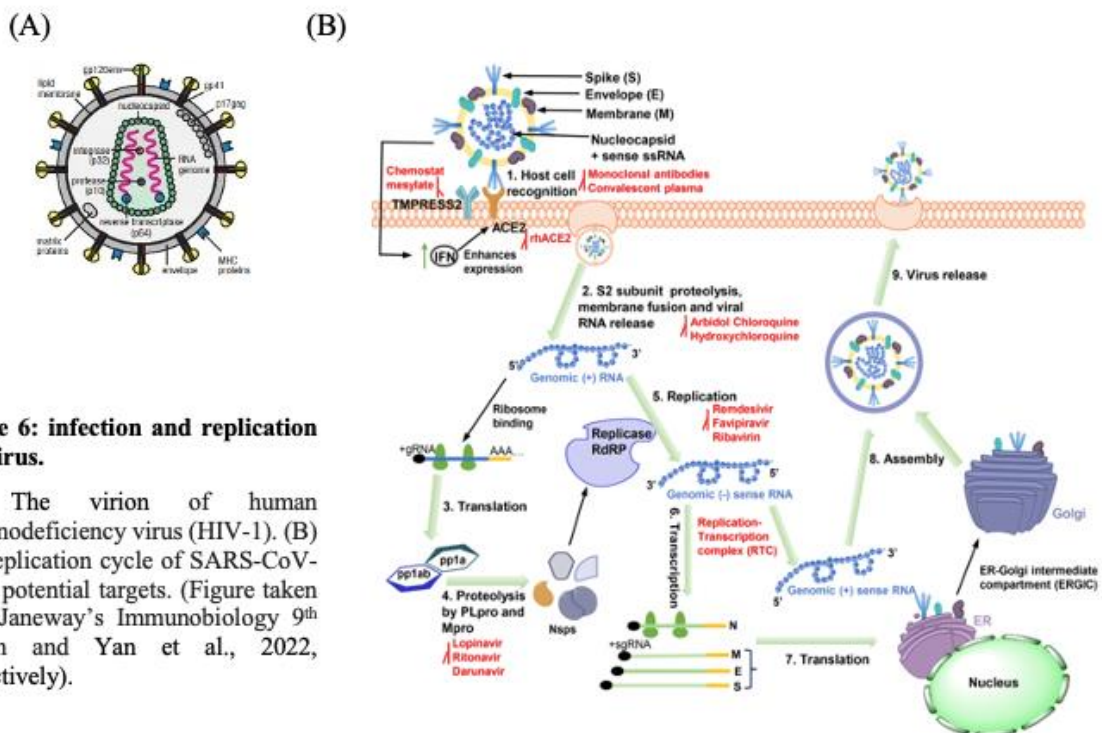 (A)
(B)
gp120env
gp41
lipid
membrane
p17gag
nucleocapsid
integrase
(p32)
RNA
genome
protease
(p10)
reverse transcriptase
(p64)
matrix
proteins
envelope
MHC
proteins
Spike (S)
Envelope (E)
Membrane (M)
Nucleocapsid
+ sense ssRNA
Chemostat
mesylate
1. Host cell
recognition
Monoclonal antibodies
Convalescent plasma
TMPRESS2
ACE2
rhACE2
IFN
Enhances
expression
9. Virus release
2. S2 subunit proteolysis,
membrane fusion and viral
RNA release
Arbidol Chloroquine
Hydroxychloroquine
5'
3'
Genomic (+) RNA
Ribosome
binding
5. Replication
Remdesivir
Favipiravir
Ribavirin
Replicase
RdRP
+gRNA
AAA...
3'
5'
Genomic (-) sense RNA
8. Assembly
Golgi
3. Translation
6. Transcription
Replication-
Transcription
complex (RTC)
3'
5'
Genomic (+) sense RNA
ER-Golgi intermediate
compartment (ERGIC)
pp1a
pp1ab
4. Proteolysis
by PLpro and
Mpro
Lopinavir
Ritonavir
Darunavir
Nsps
ER
N
+sgRNA
M
E
S
7. Translation
Nucleus
e 6: infection and replication
irus.
The virion of human
nodeficiency virus (HIV-1). (B)
eplication cycle of SARS-CoV-
potential targets. (Figure taken
Janeway's Immunobiology 9th
n and Yan et al., 2022,
ctively).